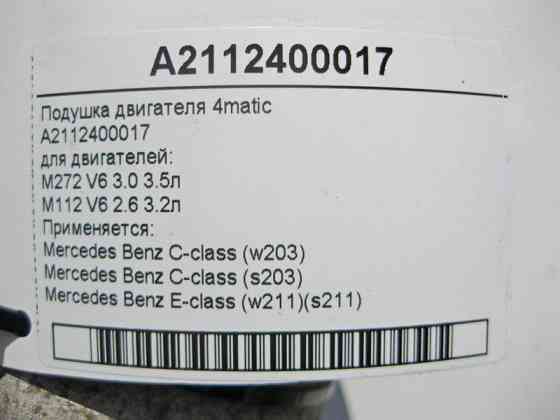 A2112400017
Подушка двигателя 4matic
A2112400017
для двигателей:
M272 V6 3.0 3.5л
M112 V6 2.6 3.2л
Применяется:
Mercedes Benz C-class (w203)
Mercedes Benz C-class (s203)
Mercedes Benz E-class (w211)(s211)